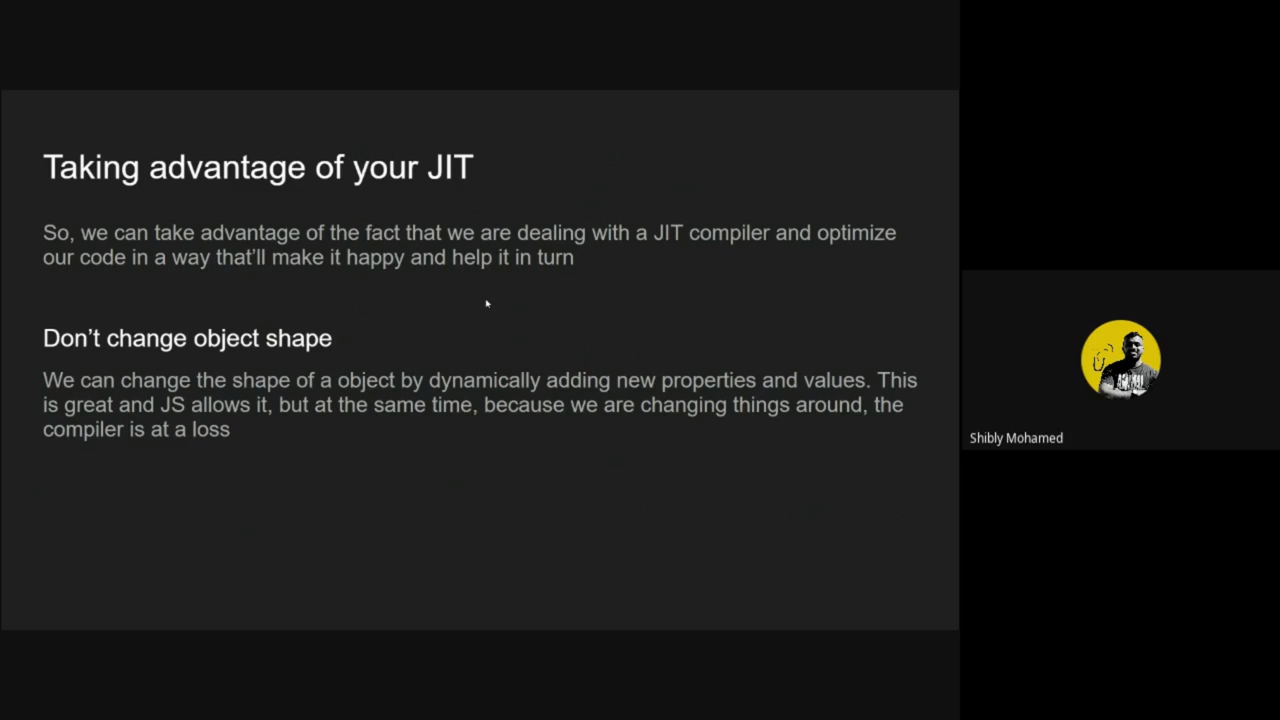 Taking advantage of your JIT
So, we can take advantage of the fact that we are dealing with a JIT compiler and optimize
our code in a way that’ll make it happy and help it in turn
Don’t change object shape
We can change the shape of a object by dynamically adding new properties and values. This
is great and JS allows it, but at the same time, because we are changing things around, the
compiler is at a loss
Shibly Mohamed